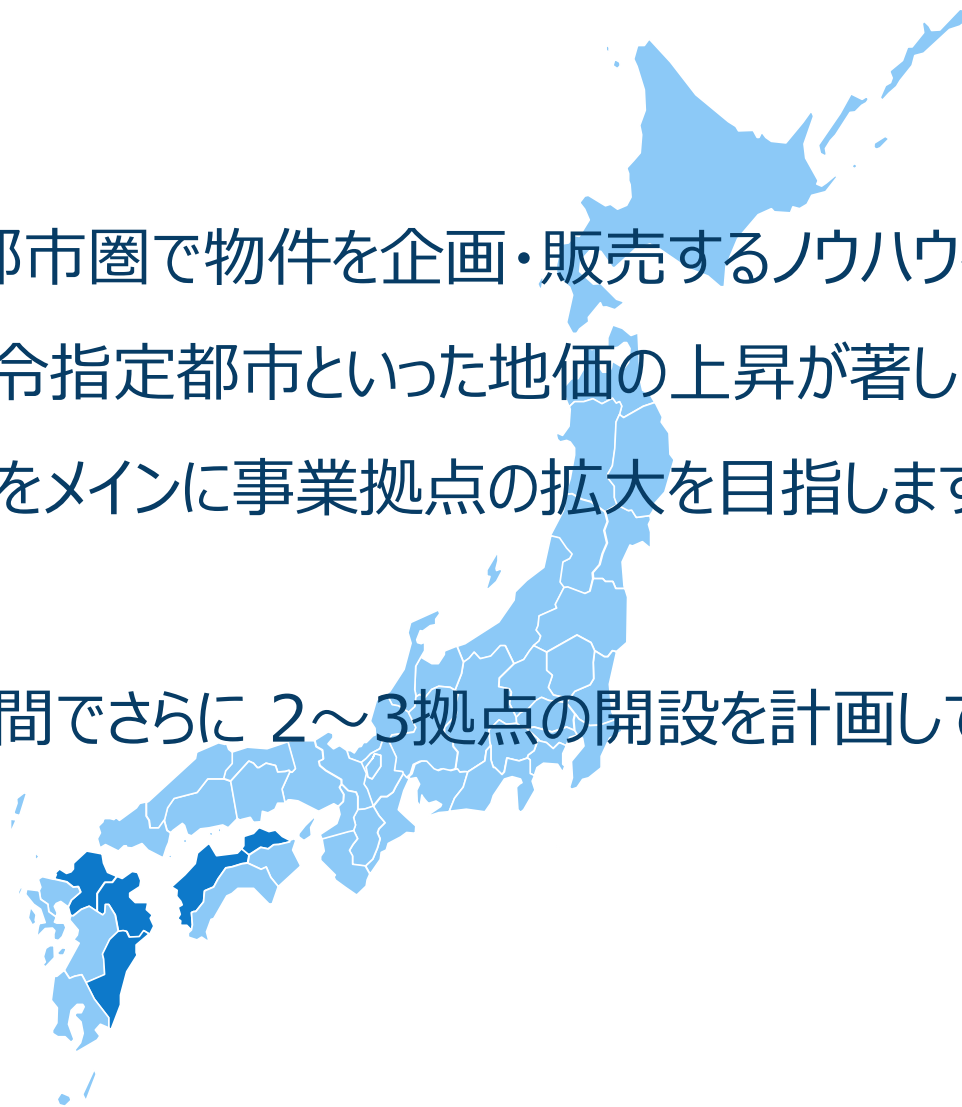 都市圏で物件を企画・販売するノウハウ
令指定都市といった地価の上昇が著し
をメインに事業拠点の拡大を目指します
間でさらに 2～3拠点の開設を計画して